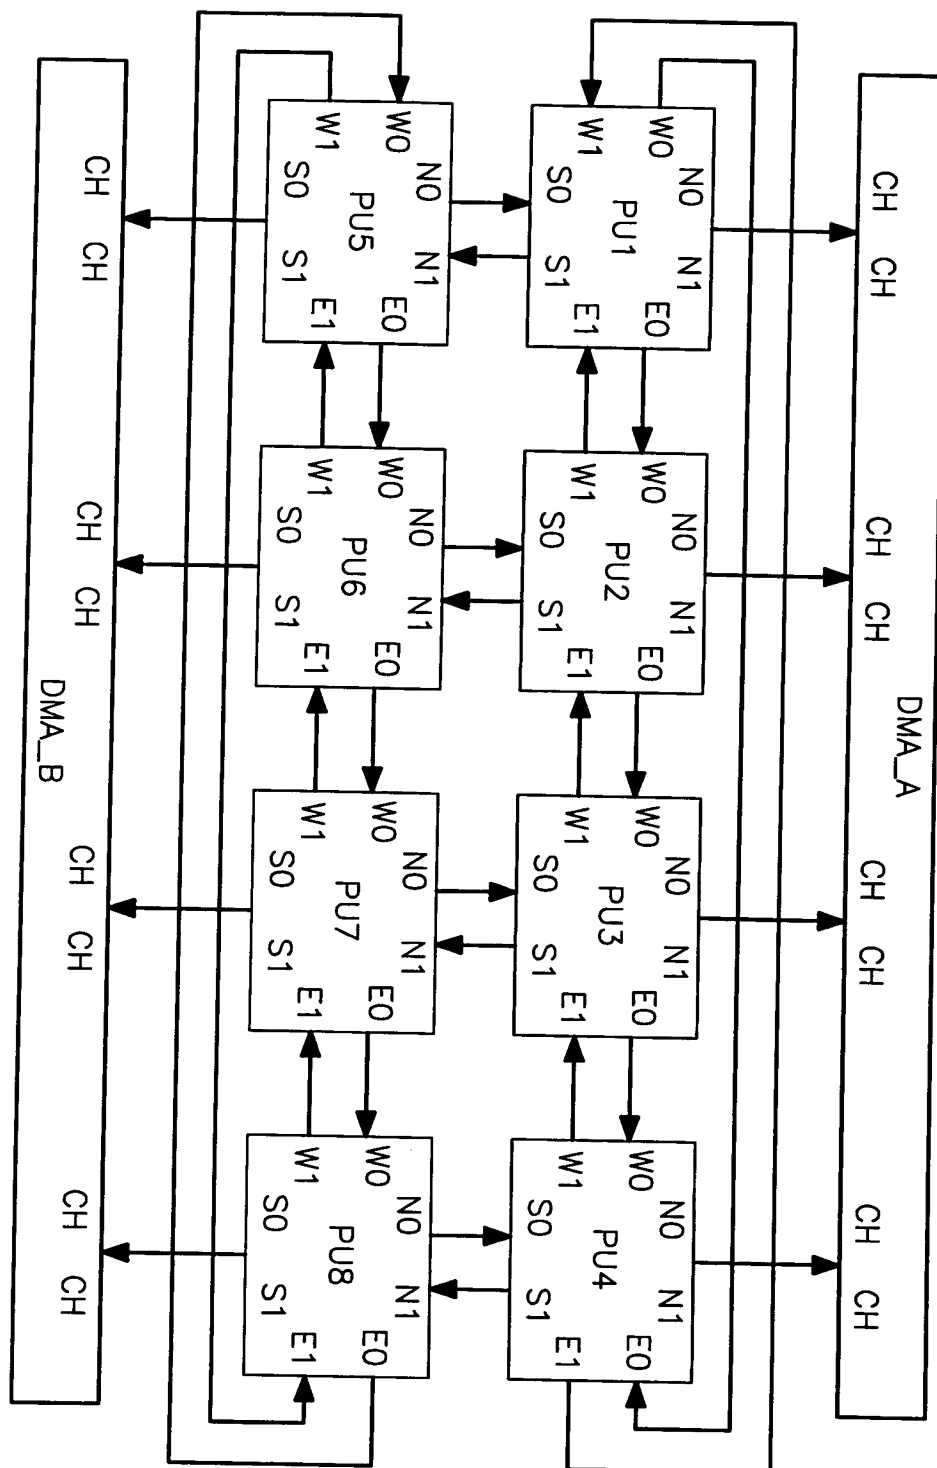 DMA_A
CH CH CH CH CH CH CH CH
N0 N1 N0 N1 N0 N1 N0 N1
W0 E0 W0 E0 W0 E0 W0 E0
PU1 PU2 PU3 PU4
W1 E1 W1 E1 W1 E1 W1 E1
S0 S1 S0 S1 S0 S1 S0 S1
N0 N1 N0 N1 N0 N1 N0 N1
W0 E0 W0 E0 W0 E0 W0 E0
PU5 PU6 PU7 PU8
W1 E1 W1 E1 W1 E1 W1 E1
S0 S1 S0 S1 S0 S1 S0 S1
CH CH CH CH CH CH CH CH
DMA_B